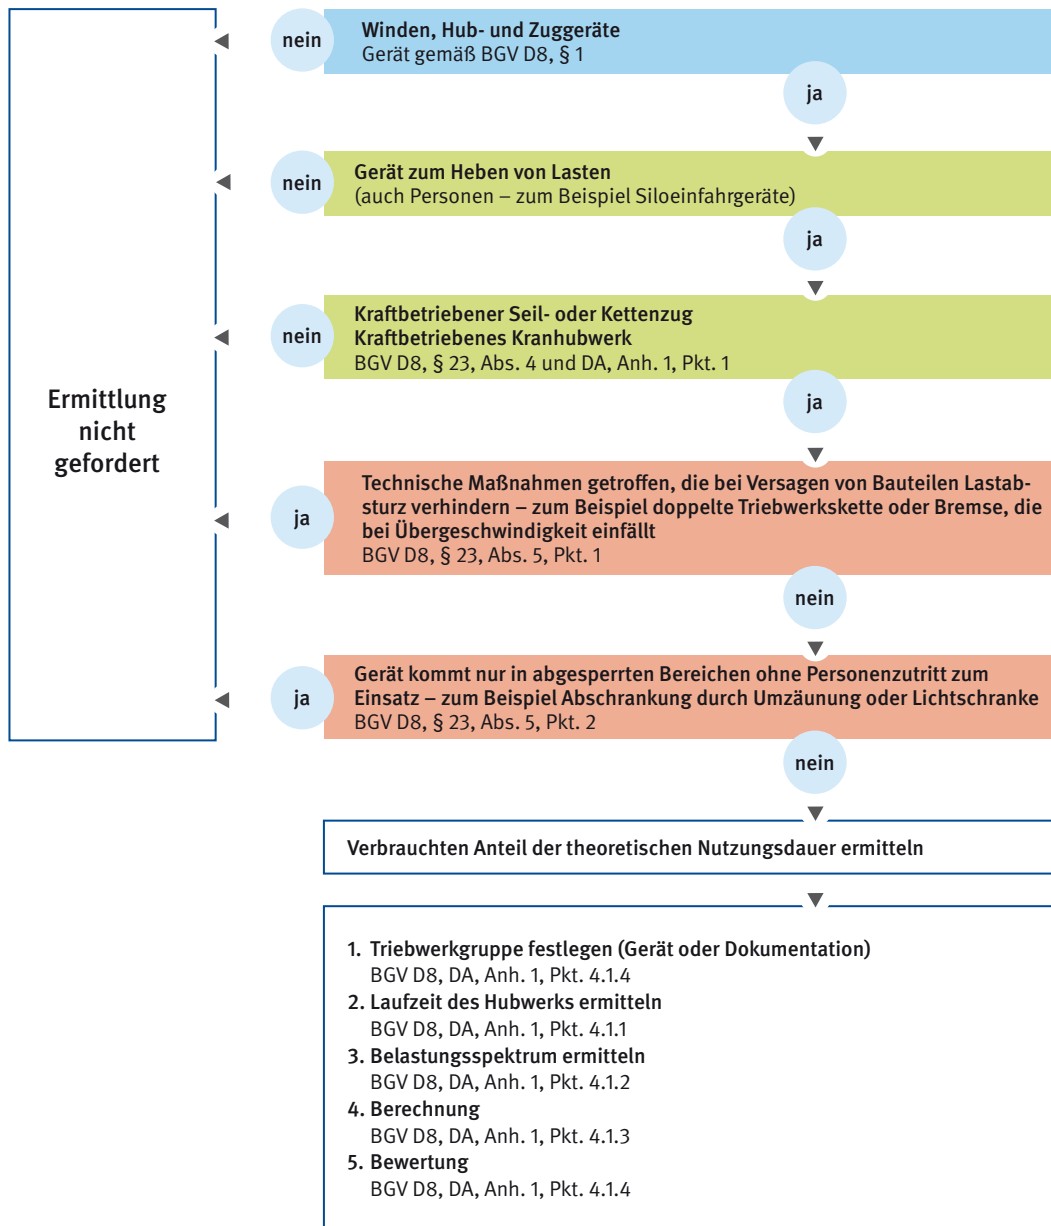 nein
Winden, Hub- und Zuggeräte
Gerät gemäß BGV D8, § 1
ja
nein
Gerät zum Heben von Lasten
(auch Personen – zum Beispiel Siloeinfahrgeräte)
ja
nein
Kraftbetriebener Seil- oder Kettenzug
Kraftbetriebenes Kranhubwerk
BGV D8, § 23, Abs. 4 und DA, Anh. 1, Pkt. 1
ja
Ermittlung
nicht
gefordert
ja
Technische Maßnahmen getroffen, die bei Versagen von Bauteilen Lastab-
sturz verhindern – zum Beispiel doppelte Triebwerkskette oder Bremse, die
bei Übergeschwindigkeit einfällt
BGV D8, § 23, Abs. 5, Pkt. 1
nein
ja
Gerät kommt nur in abgesperrten Bereichen ohne Personenzutritt zum
Einsatz – zum Beispiel Abschrankung durch Umzäunung oder Lichtschranke
BGV D8, § 23, Abs. 5, Pkt. 2
nein
Verbrauchten Anteil der theoretischen Nutzungsdauer ermitteln
1. Triebwerkgruppe festlegen (Gerät oder Dokumentation)
BGV D8, DA, Anh. 1, Pkt. 4.1.4
2. Laufzeit des Hubwerks ermitteln
BGV D8, DA, Anh. 1, Pkt. 4.1.1
3. Belastungsspektrum ermitteln
BGV D8, DA, Anh. 1, Pkt. 4.1.2
4. Berechnung
BGV D8, DA, Anh. 1, Pkt. 4.1.3
5. Bewertung
BGV D8, DA, Anh. 1, Pkt. 4.1.4